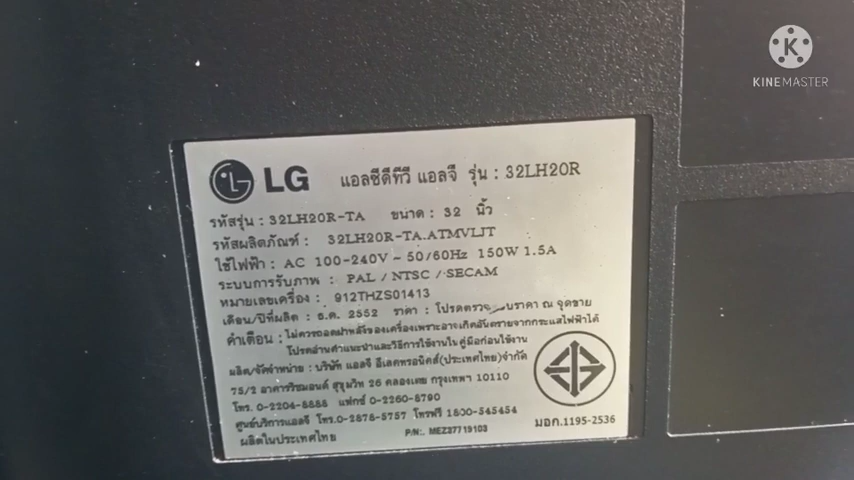 KINEMASTER
LG แอลซีดีทีวี แอลจี รุ่น : 32LH20R
รหัสรุ่น : 32LH20R-TA ขนาด : 32 นิ้ว
รหัสผลิตภัณฑ์ : 32LH20R-TA.ATMVLJT
ใช้ไฟฟ้า : AC 100-240V ~ 50/60Hz 150W 1.5A
ระบบการรับภาพ : PAL / NTSC / SECAM
หมายเลขเครื่อง : 912THZS01413
เดือน/ปีที่ผลิต : ธ.ค. 2552 ราคา : โปรดตรวจ บราคา ณ จุดขาย
คำเตือน : ไม่ควรถอดฝาหลังของเครื่องเพราะอาจเกิดอันตรายจากกระแสไฟฟ้าได้
โปรดอ่านคำแนะนำและวิธีการใช้งานใน คู่มือก่อนใช้งาน
ผลิต/จัดจำหน่าย : บริษัท แอลจี อีเลคทรอนิคส์(ประเทศไทย)จำกัด
75/2 อาคารริชมอนด์ สุขุมวิท 26 คลองเตย กรุงเทพฯ 10110
โทร. 0-2204-8888 แฟกซ์ 0-2260-8790
ศูนย์บริการแอลจี โทร.0-2878-5757 โทรฟรี 1800-545454
ผลิตในประเทศไทย P/N:. MEZ37719103
มอก.1195-2536